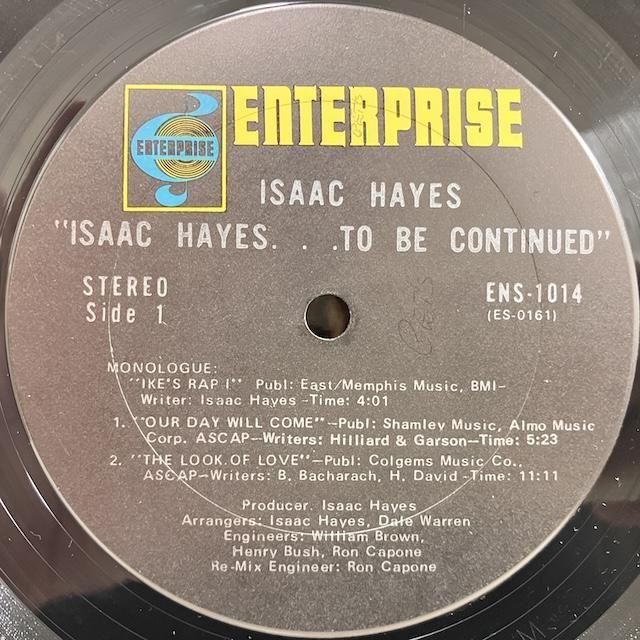 ENTERPRISE
ENTERPRISE
ISAAC HAYES
"ISAAC HAYES. . .TO BE CONTINUED"
STEREO
Side 1
ENS-1014
(ES-0161)
MONOLOGUE:
"IKE'S RAP I" Publ: East/Memphis Music, BMI-
Writer: Isaac Hayes -Time: 4:01
1. "OUR DAY WILL COME"-Publ: Shamley Music, Almo Music
Corp. ASCAP-Writers: Hilliard & Garson-Time: 5:23
2. "THE LOOK OF LOVE"-Publ: Colgems Music Co.,
ASCAP-Writers: B. Bacharach, H. David-Time: 11:11
Producer. Isaac Hayes
Arrangers: Isaac Hayes, Dale Warren
Engineers: William Brown,
Henry Bush, Ron Capone
Re-Mix Engineer: Ron Capone